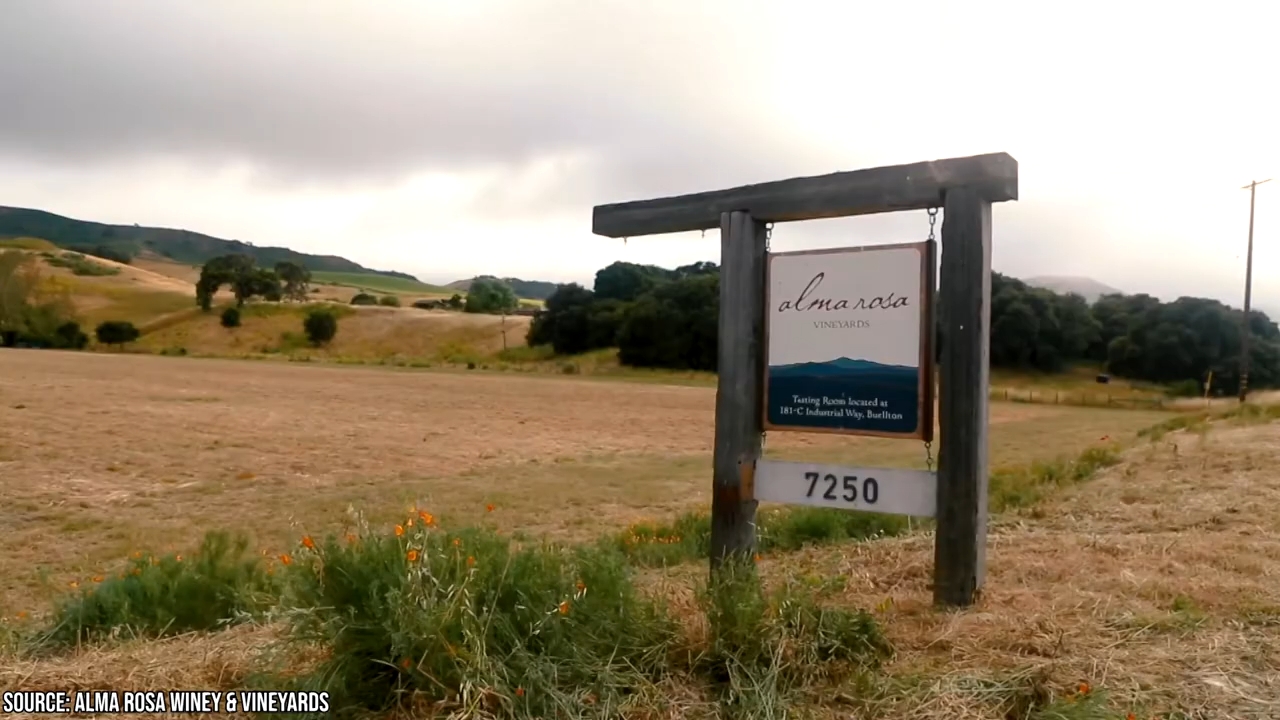 alma rosa
VINEYARDS
Tasting Room located at
181-C Industrial Way, Buellton
7250
SOURCE: ALMA ROSA WINEY & VINEYARDS